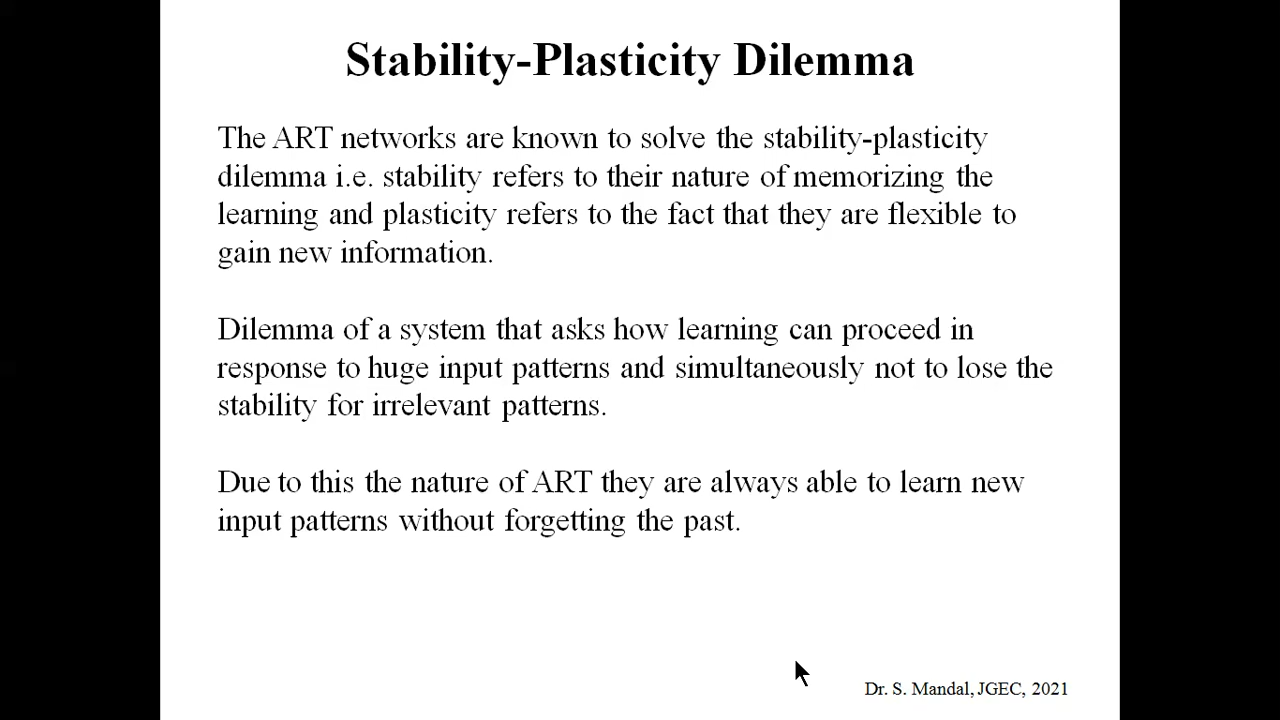 Stability-Plasticity Dilemma
The ART networks are known to solve the stability-plasticity
dilemma i.e. stability refers to their nature of memorizing the
learning and plasticity refers to the fact that they are flexible to
gain new information.
Dilemma of a system that asks how learning can proceed in
response to huge input patterns and simultaneously not to lose the
stability for irrelevant patterns.
Due to this the nature of ART they are always able to learn new
input patterns without forgetting the past.
Dr. S. Mandal, JGEC, 2021